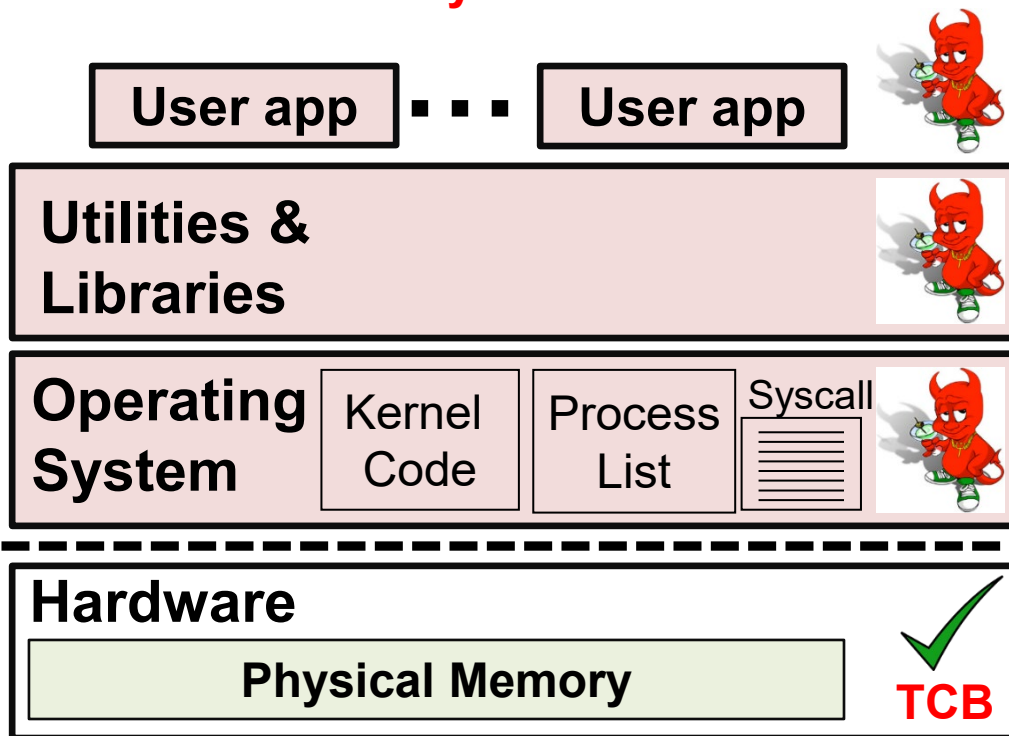 y
User app ... User app
Utilities &
Libraries
Operating
System
Kernel
Code
Process
List
Syscall
Hardware
Physical Memory
TCB